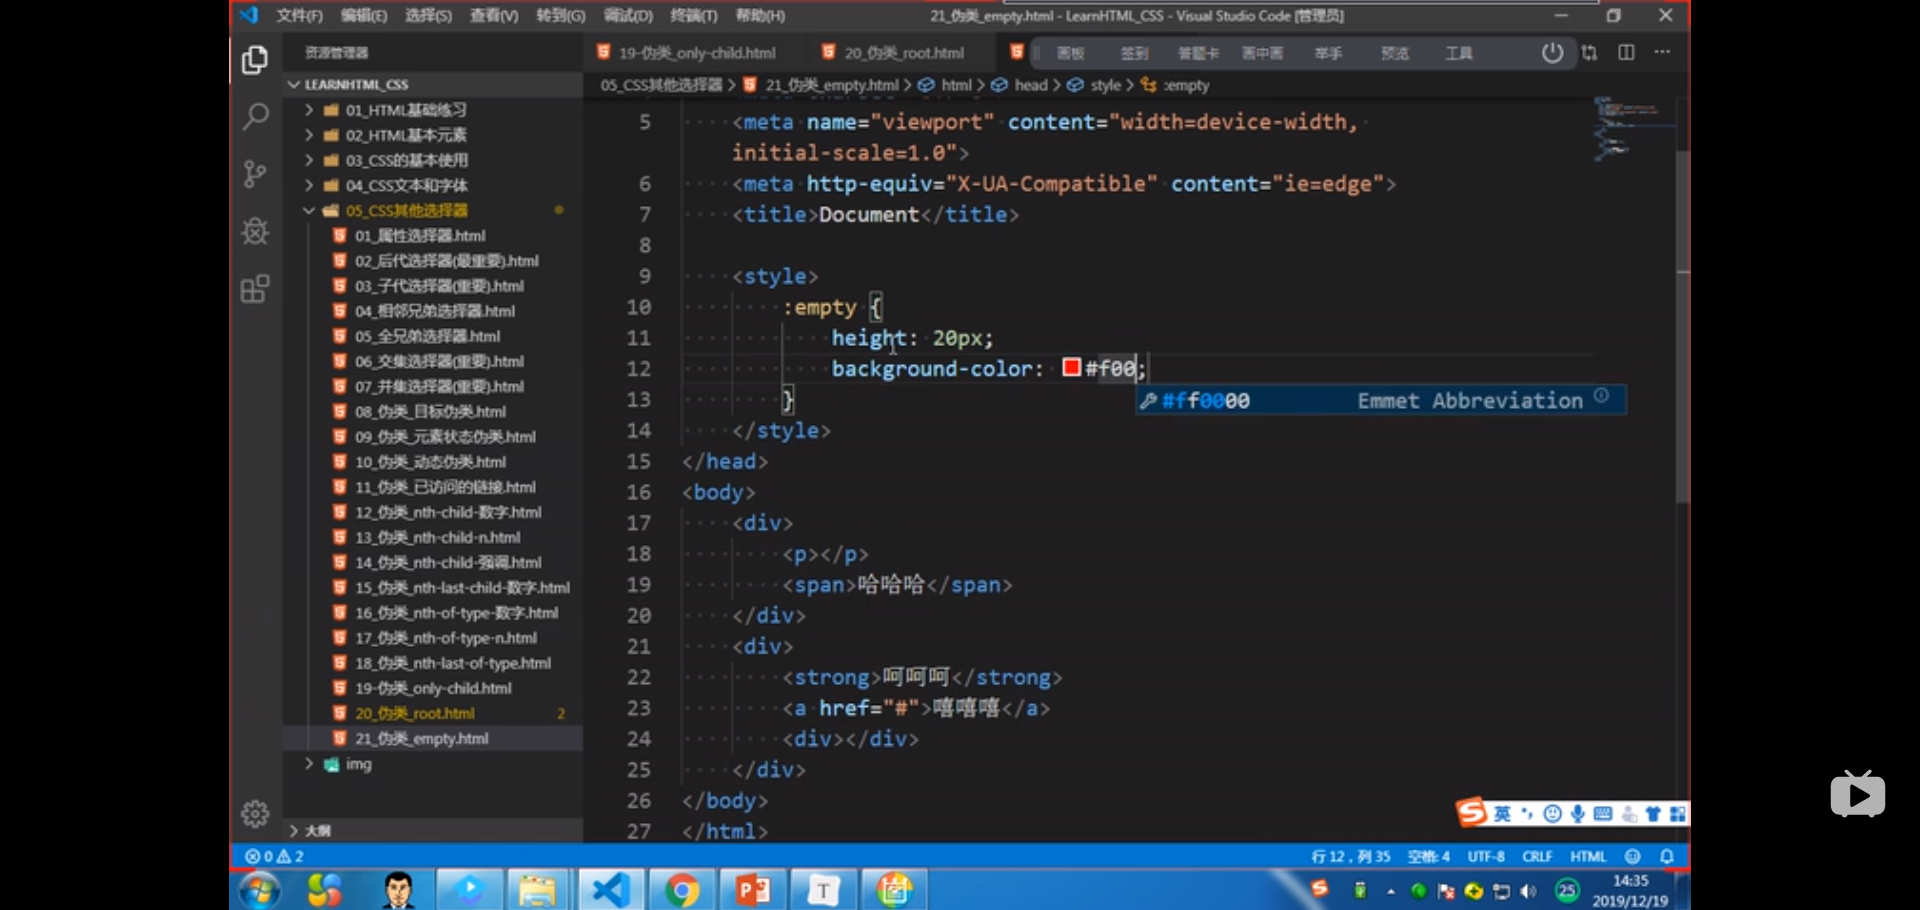 文件(F) 编辑(E) 选择(S) 查看(V) 转到(G) 调试(D) 终端(T) 帮助(H) 21_伪类_empty.html - LearnHTML_CSS - Visual Studio Code [管理员]
资源管理器
19-伪类_only-child.html 20_伪类_root.html
画板 签到 答题卡 画中画 举手 预览 工具
LEARNHTML_CSS
05_CSS其他选择器 > 21_伪类_empty.html > html > head > style > :empty
01_HTML基础练习
02_HTML基本元素
03_CSS的基本使用
04_CSS文本和字体
05_CSS其他选择器
01_属性选择器.html
02_后代选择器(最重要).html
03_子代选择器(重要).html
04_相邻兄弟选择器.html
05_全兄弟选择器.html
06_交集选择器(重要).html
07_并集选择器(重要).html
08_伪类_目标伪类.html
09_伪类_元素状态伪类.html
10_伪类_动态伪类.html
11_伪类_已访问的链接.html
12_伪类_nth-child-数字.html
13_伪类_nth-child-n.html
14_伪类_nth-child-强调.html
15_伪类_nth-last-child-数字.html
16_伪类_nth-of-type-数字.html
17_伪类_nth-of-type-n.html
18_伪类_nth-last-of-type.html
19-伪类_only-child.html
20_伪类_root.html 2
21_伪类_empty.html
img
大纲
5 <meta name="viewport" content="width=device-width,
initial-scale=1.0">
6 <meta http-equiv="X-UA-Compatible" content="ie=edge">
7 <title>Document</title>
8
9 <style>
10 :empty {
11 height: 20px;
12 background-color: #f00;
#ff0000 Emmet Abbreviation
13 }
14 </style>
15 </head>
16 <body>
17 <div>
18 <p></p>
19 <span>哈哈哈</span>
20 </div>
21 <div>
22 <strong>呵呵呵</strong>
23 <a href="#">嘻嘻嘻</a>
24 <div></div>
25 </div>
26 </body>
27 </html>
英
0 2 行 12，列 35 空格: 4 UTF-8 CRLF HTML
25
14:35
2019/12/19